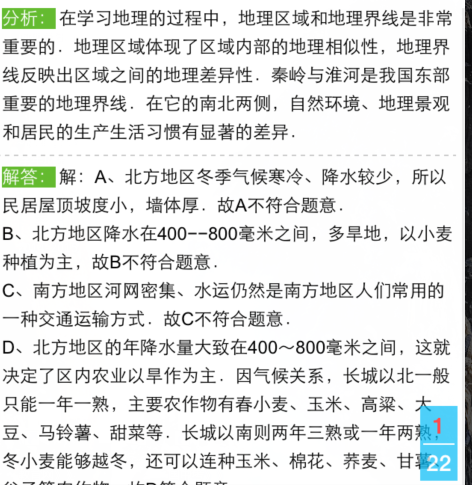 分析： 在学习地理的过程中，地理区域和地理界线是非常
重要的．地理区域体现了区域内部的地理相似性，地理界
线反映出区域之间的地理差异性．秦岭与淮河是我国东部
重要的地理界线．在它的南北两侧，自然环境、地理景观
和居民的生产生活习惯有显著的差异．
解答： 解：A、北方地区冬季气候寒冷、降水较少，所以
民居屋顶坡度小，墙体厚．故A不符合题意．
B、北方地区降水在400--800毫米之间，多旱地，以小麦
种植为主，故B不符合题意．
C、南方地区河网密集、水运仍然是南方地区人们常用的
一种交通运输方式．故C不符合题意．
D、北方地区的年降水量大致在400～800毫米之间，这就
决定了区内农业以旱作为主．因气候关系，长城以北一般
只能一年一熟，主要农作物有春小麦、玉米、高粱、大
豆、马铃薯、甜菜等．长城以南则两年三熟或一年两熟，
冬小麦能够越冬，还可以连种玉米、棉花、荞麦、甘薯、
1
22